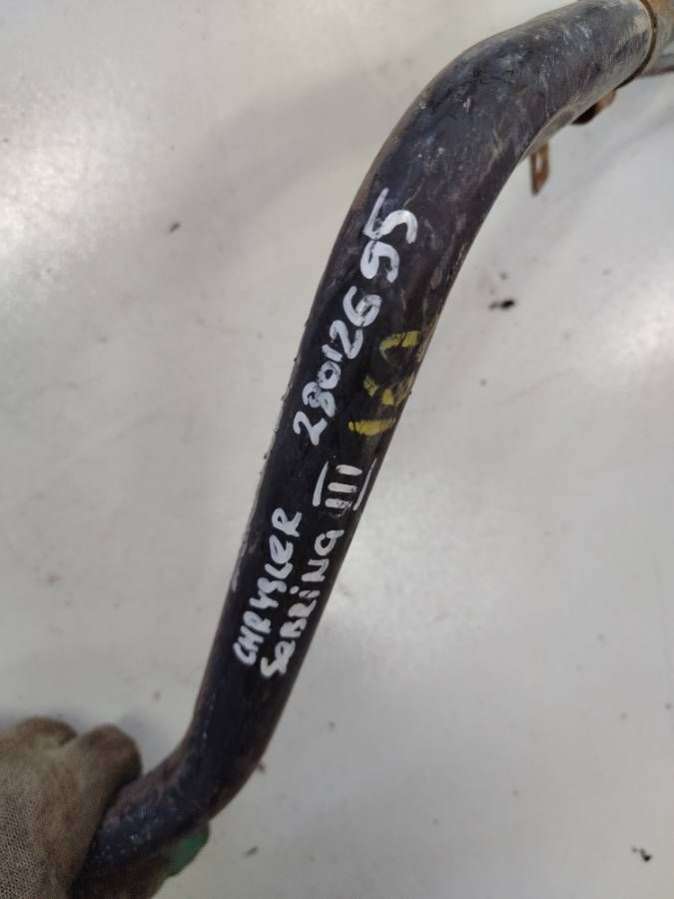 28012655
CHRYSLER
SEBRING III